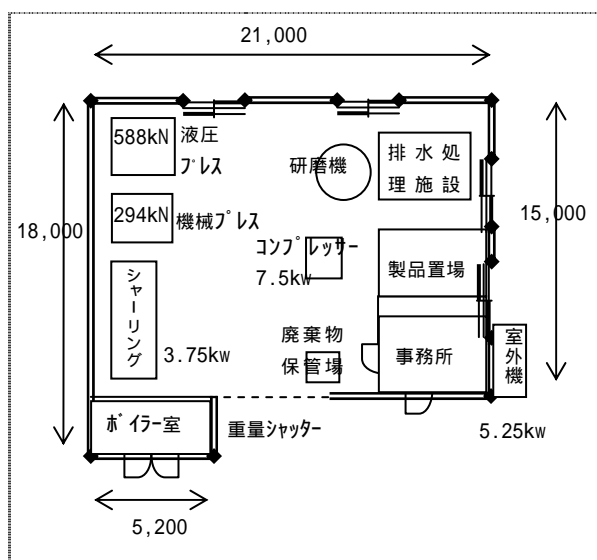 21,000
588kN
液圧
プレス
研磨機
排水処
理施設
294kN
機械プレス
18,000
15,000
コンプレッサー
7.5kw
製品置場
シャーリング
3.75kw
廃棄物
保管場
事務所
室外機
ボイラー室
重量シャッター
5.25kw
5,200